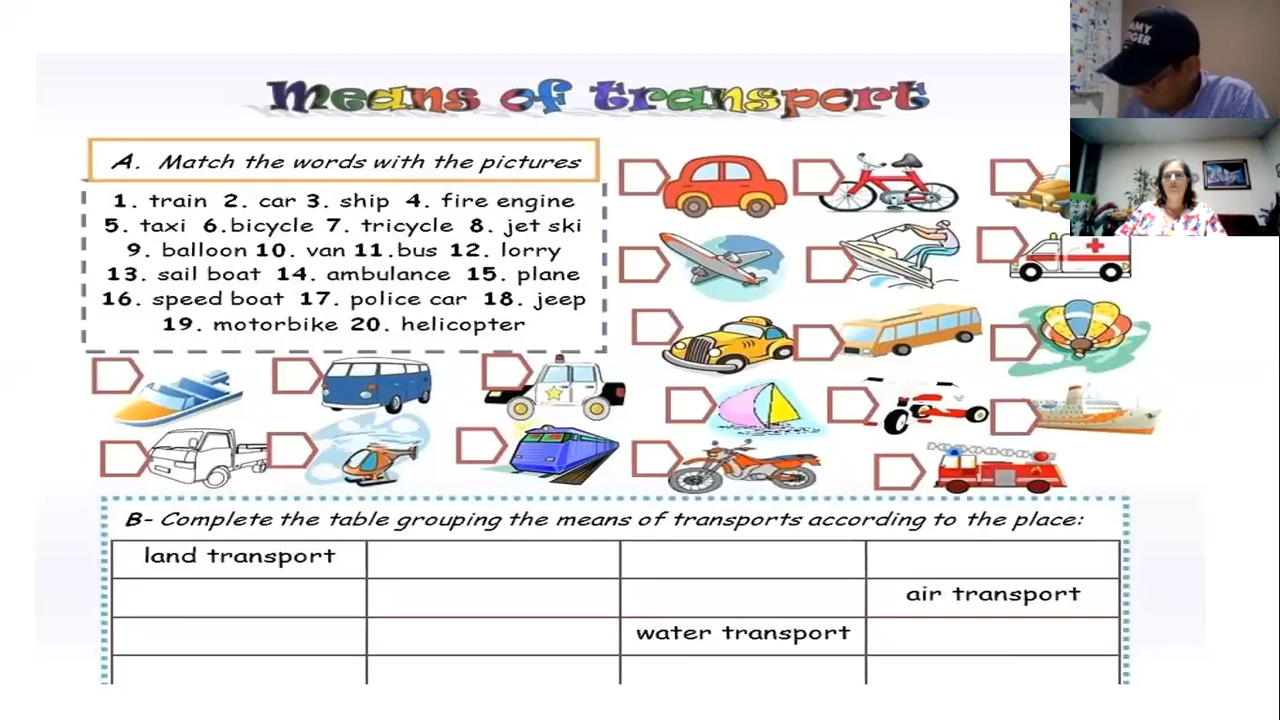 Means of transport
A. Match the words with the pictures
1. train 2. car 3. ship 4. fire engine
5. taxi 6.bicycle 7. tricycle 8. jet ski
9. balloon 10. van 11.bus 12. lorry
13. sail boat 14. ambulance 15. plane
16. speed boat 17. police car 18. jeep
19. motorbike 20. helicopter
B- Complete the table grouping the means of transports according to the place:
land transport
air transport
water transport